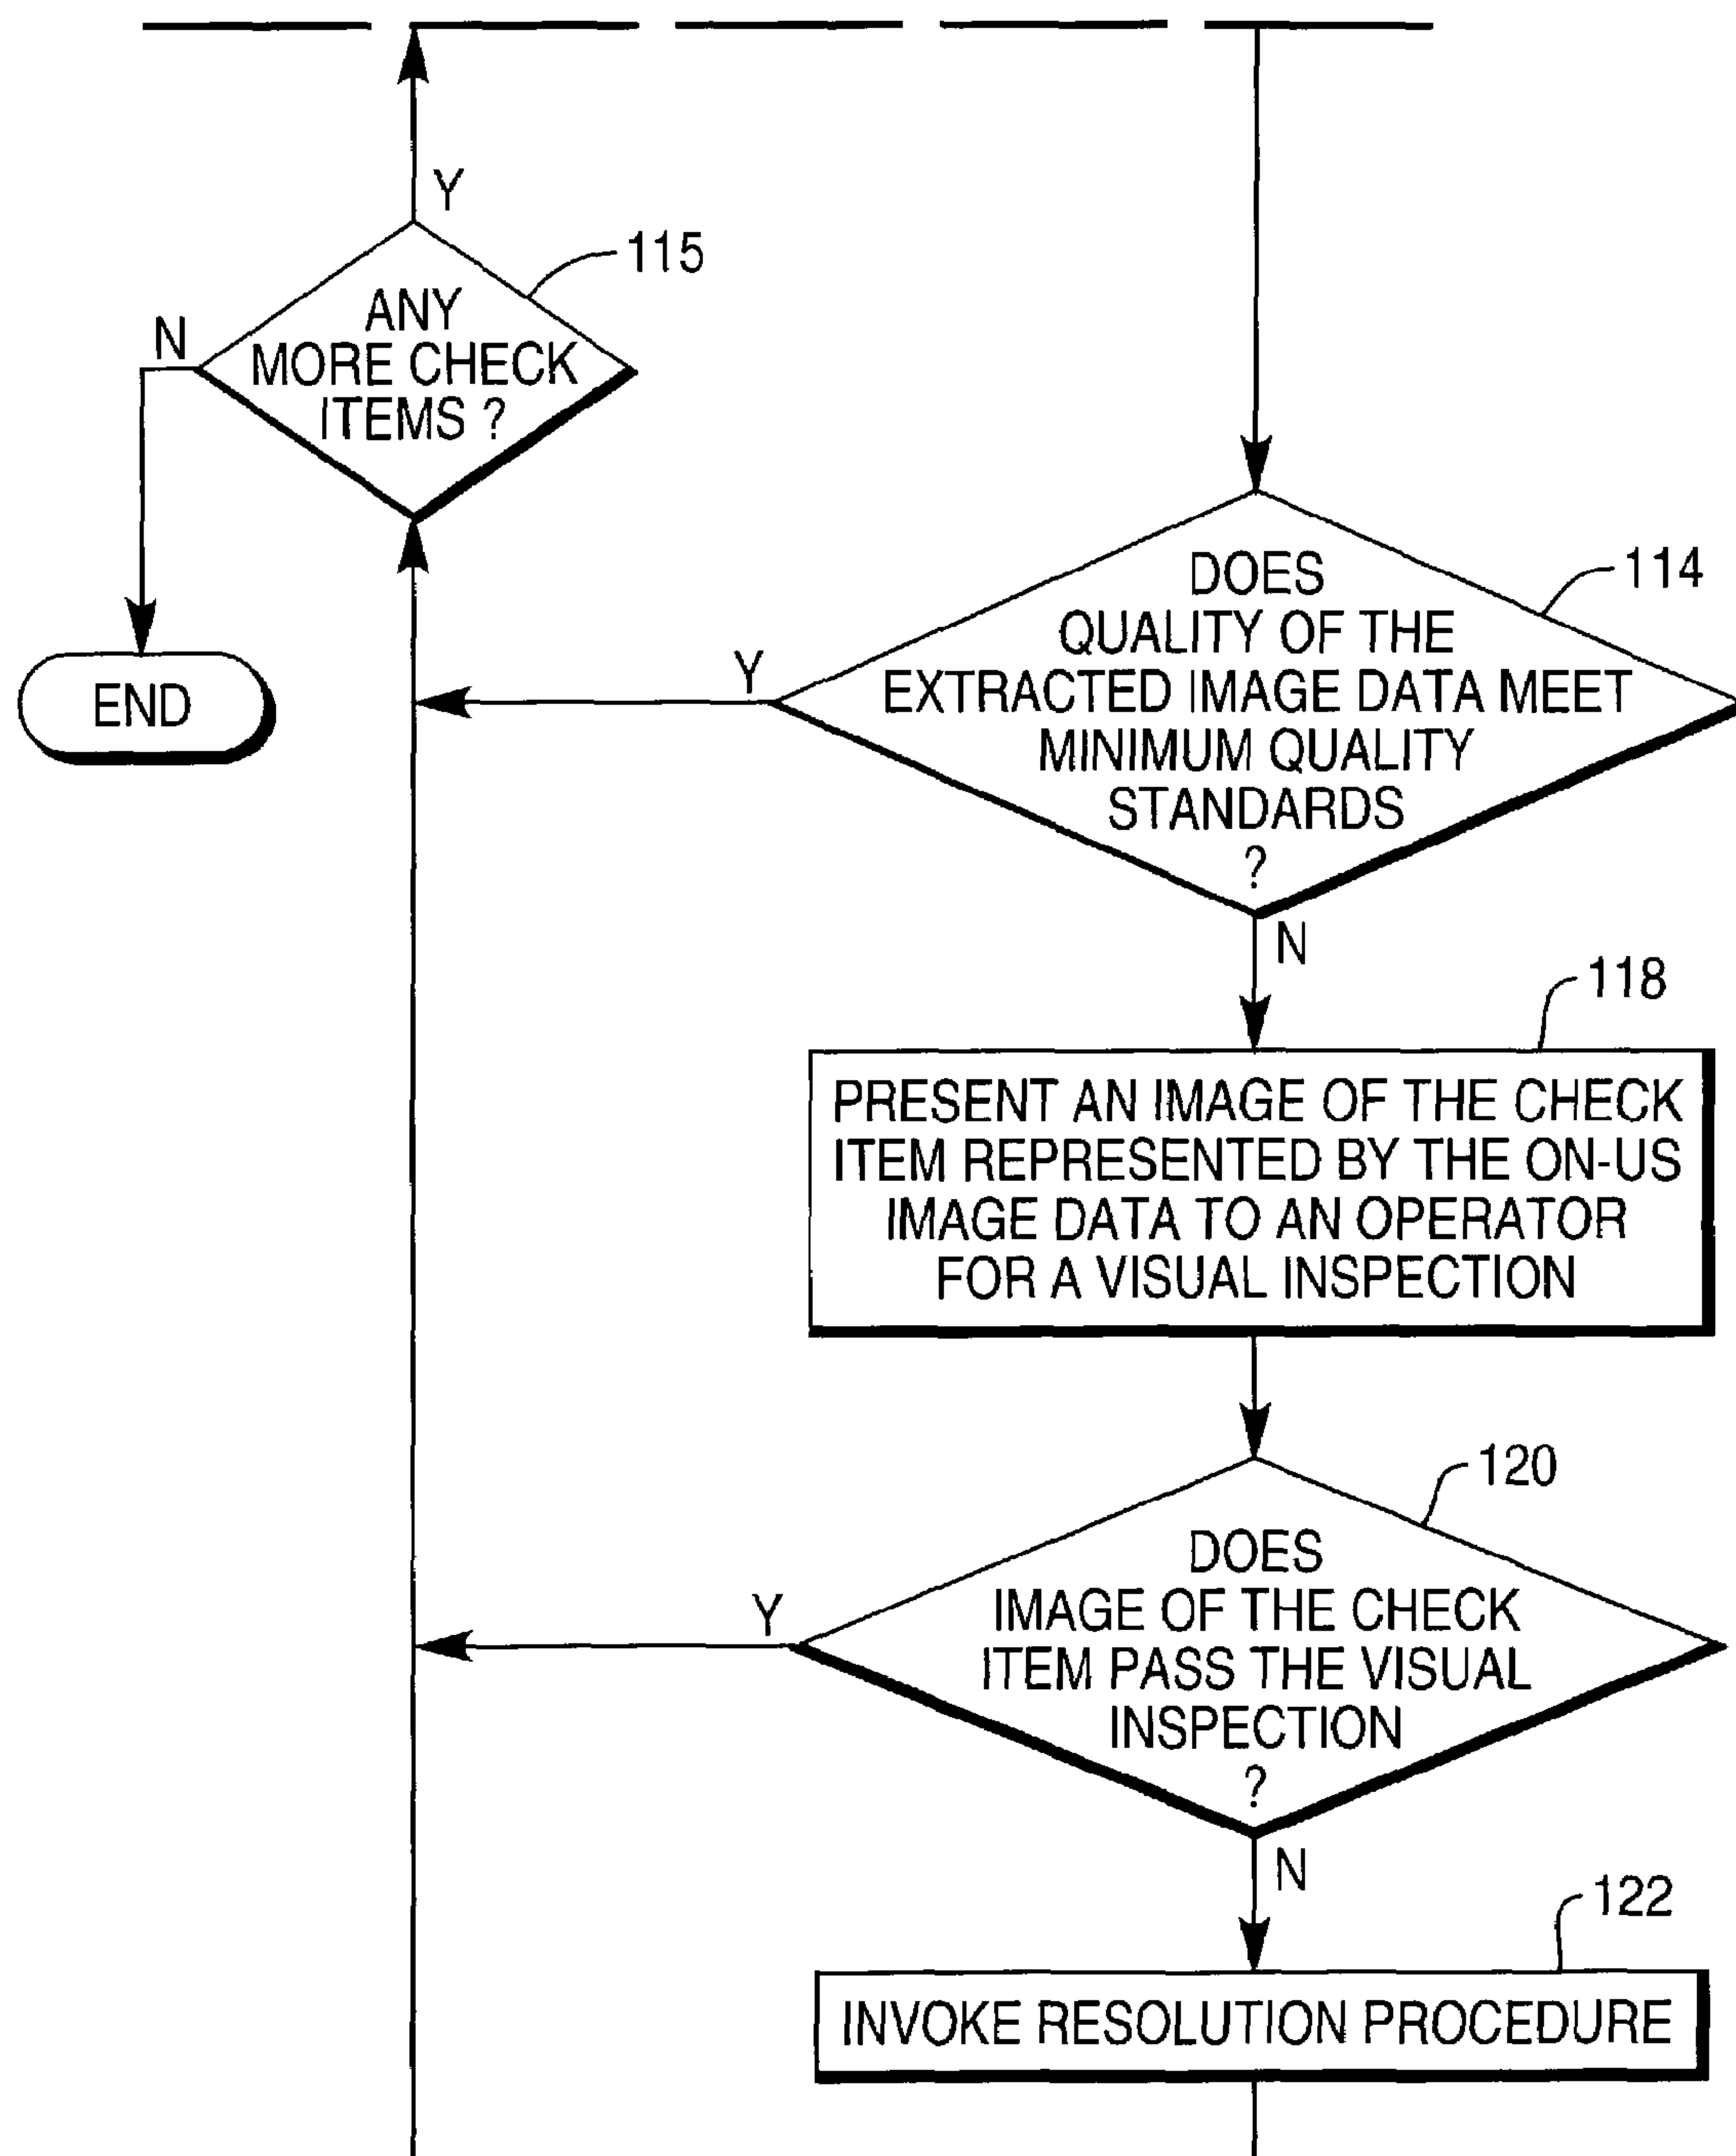 Y
115
ANY
MORE CHECK
ITEMS ?
N
END
DOES
QUALITY OF THE
EXTRACTED IMAGE DATA MEET
MINIMUM QUALITY
STANDARDS
?
114
Y
N
118
PRESENT AN IMAGE OF THE CHECK
ITEM REPRESENTED BY THE ON-US
IMAGE DATA TO AN OPERATOR
FOR A VISUAL INSPECTION
120
DOES
IMAGE OF THE CHECK
ITEM PASS THE VISUAL
INSPECTION
?
Y
N
122
INVOKE RESOLUTION PROCEDURE